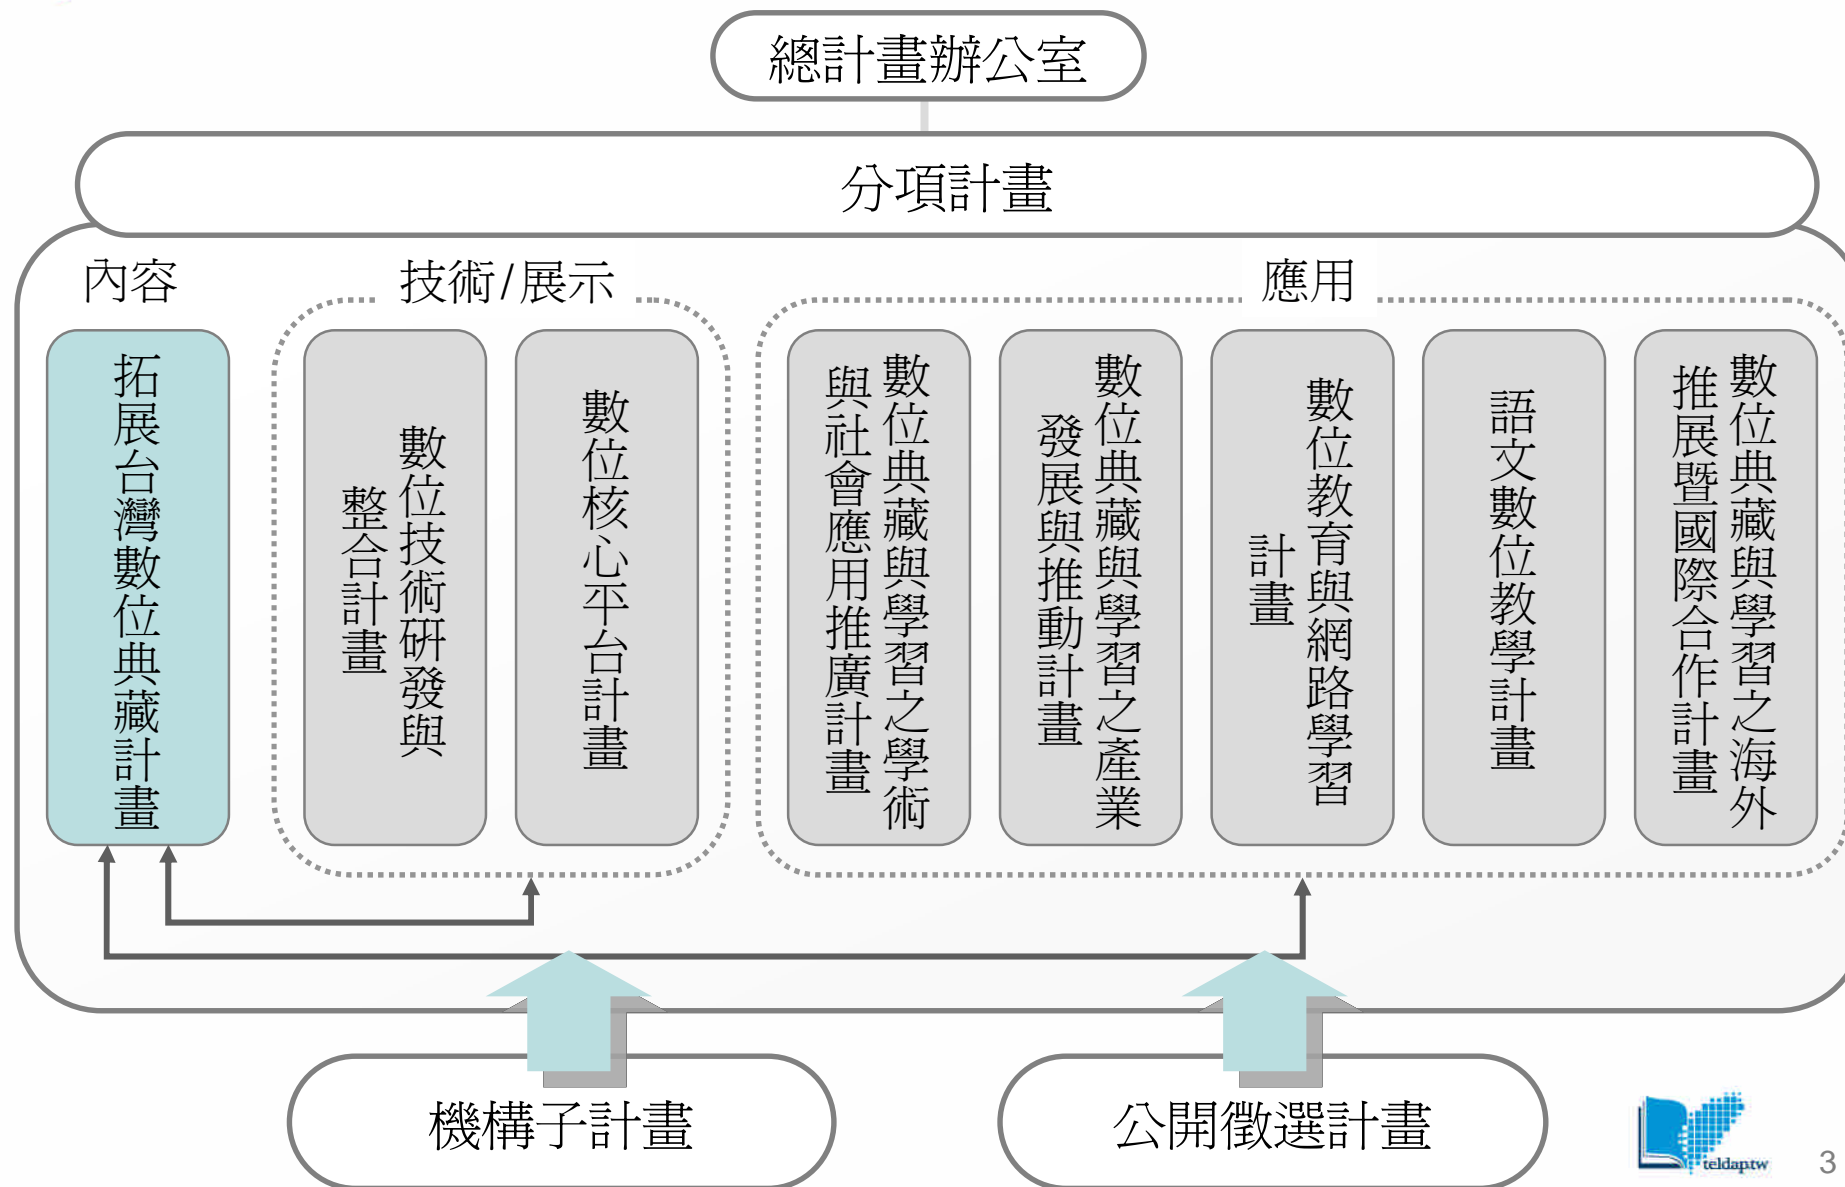 總計畫辦公室
分項計畫
內容
技術/展示
應用
拓展台灣數位典藏計畫
數位技術研發與
整合計畫
數位核心平台計畫
數位典藏與學習之學術
與社會應用推廣計畫
數位典藏與學習之產業
發展與推動計畫
數位教育與網路學習
計畫
語文數位教學計畫
數位典藏與學習之海外
推展暨國際合作計畫
機構子計畫
公開徵選計畫
teldap.tw
3